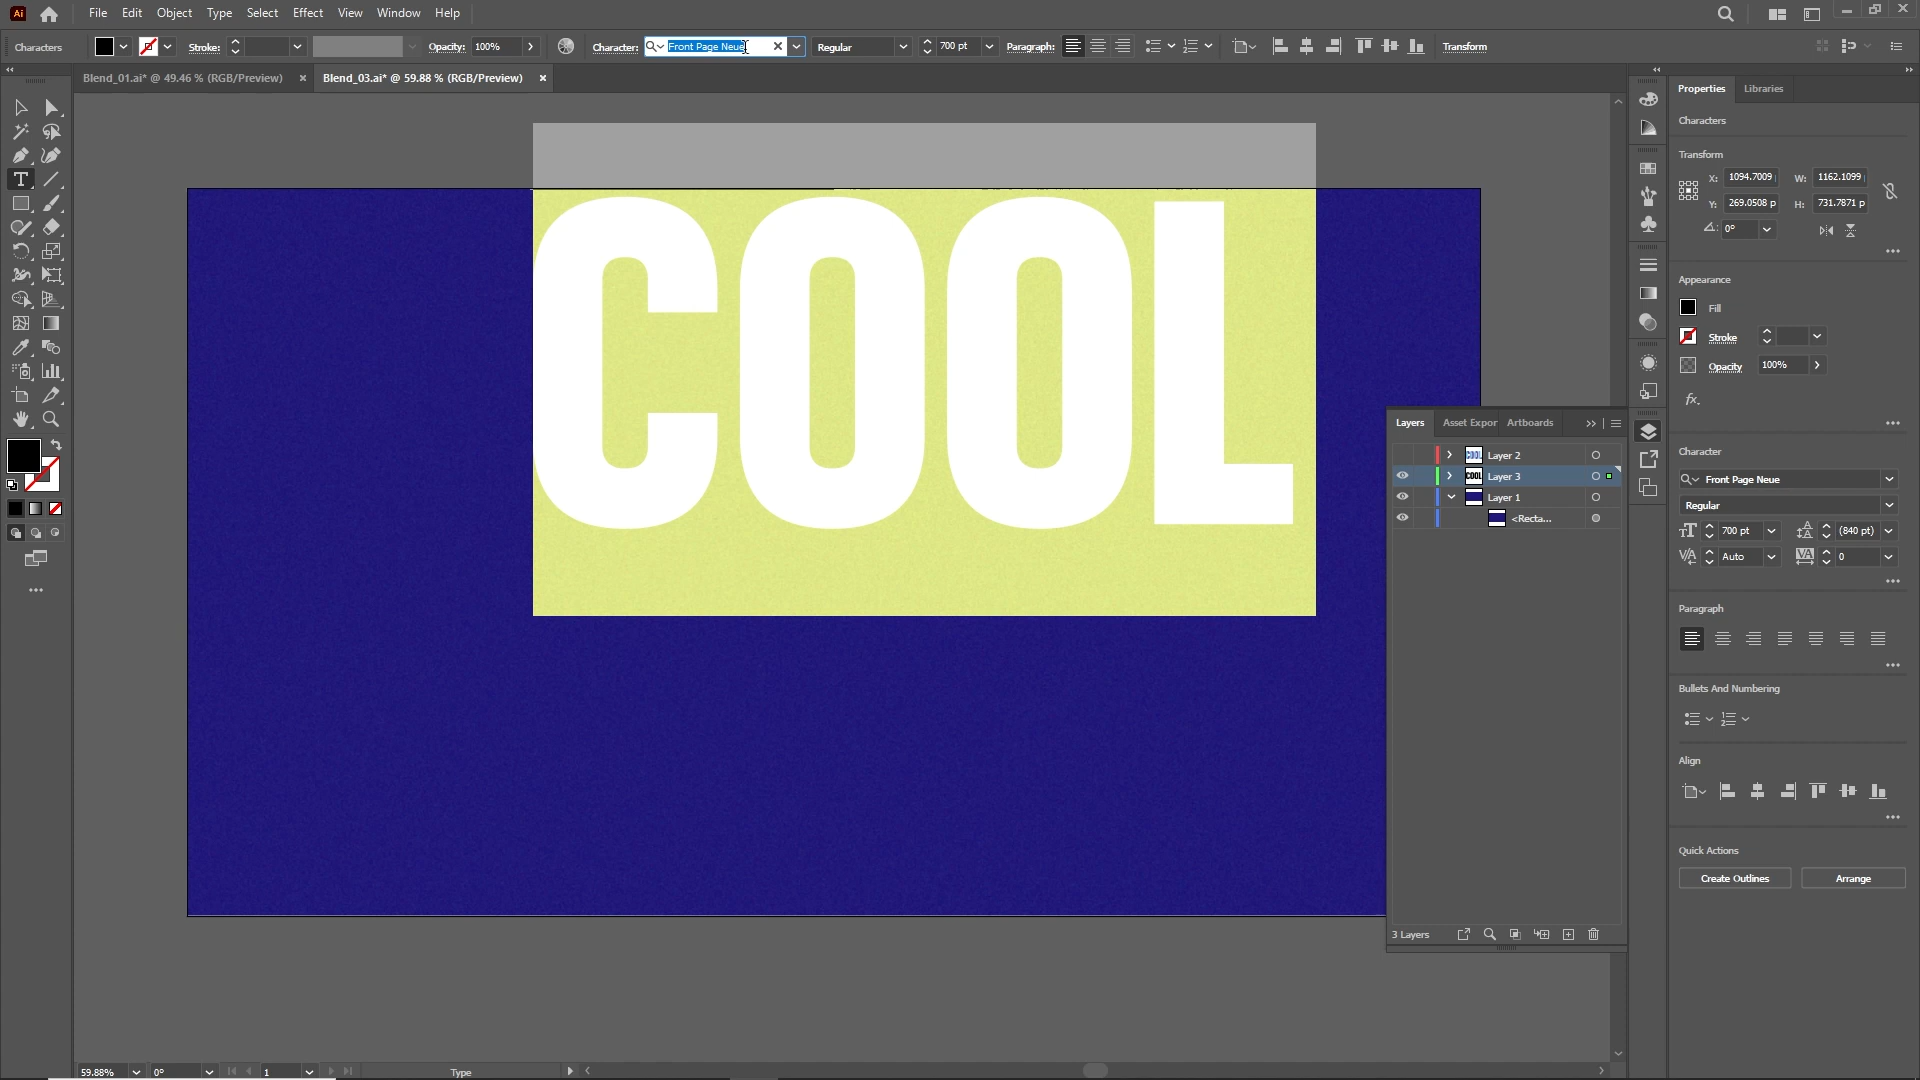 Ai File Edit Object Type Select Effect View Window Help
Characters Stroke: Opacity: 100% Character: Front Page Neue Regular 700 pt Paragraph: Transform
Blend_01.ai* @ 49.46 % (RGB/Preview) Blend_03.ai* @ 59.88 % (RGB/Preview)
COOL
Properties Libraries
Characters
Transform
X: 1094.7009 W: 1162.1099
Y: 269.0508 p H: 731.7871 p
0°
Appearance
Fill
Stroke
Opacity 100%
fx.
Character
Front Page Neue
Regular
700 pt (840 pt)
Auto 0
Paragraph
Bullets And Numbering
Align
Quick Actions
Create Outlines Arrange
Layers Asset Expor Artboards
Layer 2
Layer 3
Layer 1
<Recta...
3 Layers
59.88% 0° 1 Type